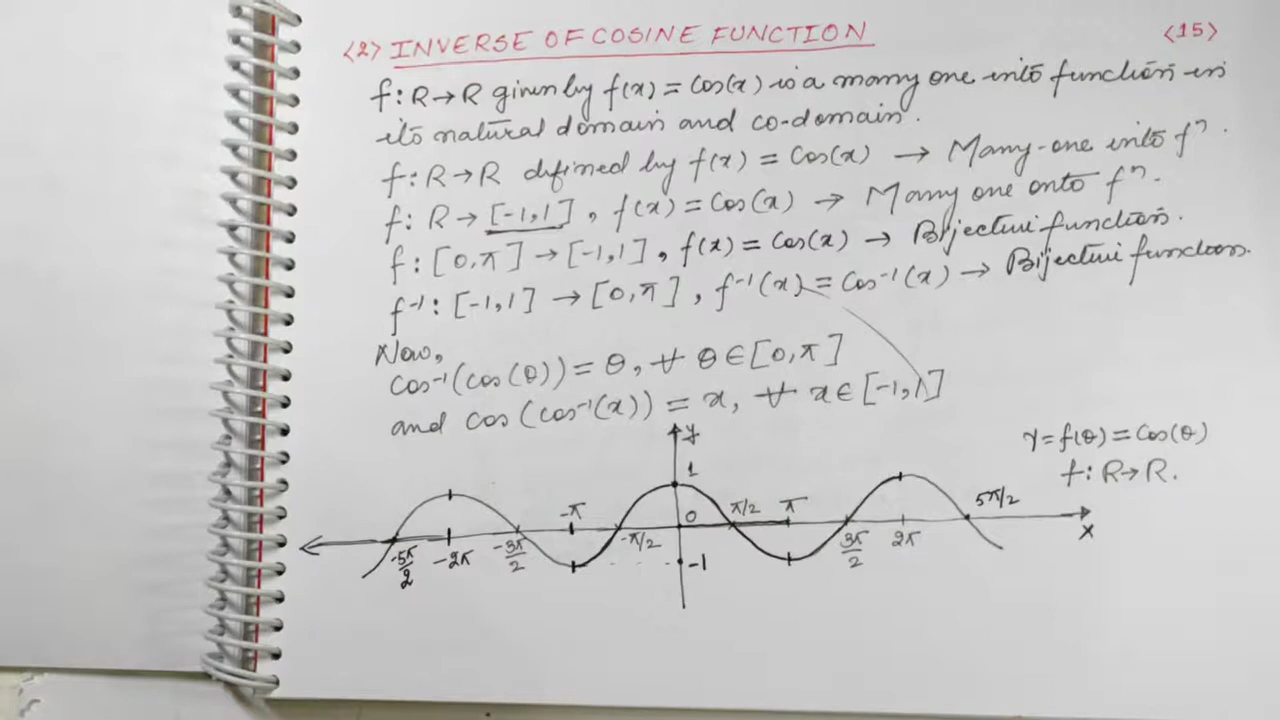 <2> INVERSE OF COSINE FUNCTION <15>
f: R→R given by f(x) = Cos(x) is a many one into function in
its natural domain and co-domain.
f: R→R defined by f(x) = Cos(x) → Many-one into fⁿ.
f: R→[-1,1], f(x) = Cos(x) → Many one onto fⁿ.
f: [0,π] → [-1,1], f(x) = Cos(x) → Bijective function.
f⁻¹: [-1,1] → [0,π], f⁻¹(x) = Cos⁻¹(x) → Bijective function.
Now,
Cos⁻¹(Cos(θ)) = θ, ∀ θ ∈ [0,π]
and Cos(Cos⁻¹(x)) = x, ∀ x ∈ [-1,1]
y
Y = f(θ) = Cos(θ)
f: R→R.
1
-π 0 π/2 π 5π/2
X
-5π/2 -2π -3π/2 -π/2 3π/2 2π
-1